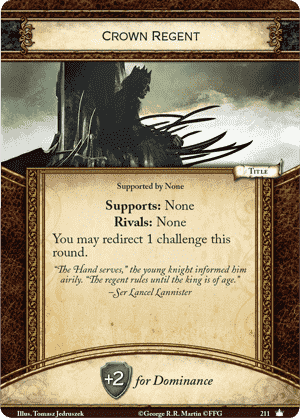 Crown Regent
Title
Supported by None
Supports: None
Rivals: None
You may redirect 1 challenge this
round.
"The Hand serves," the young knight informed him
airily. "The regent rules until the king is of age."
–Ser Lancel Lannister
+2 for Dominance
Illus. Tomasz Jedruszek ©George R.R. Martin ©FFG 211